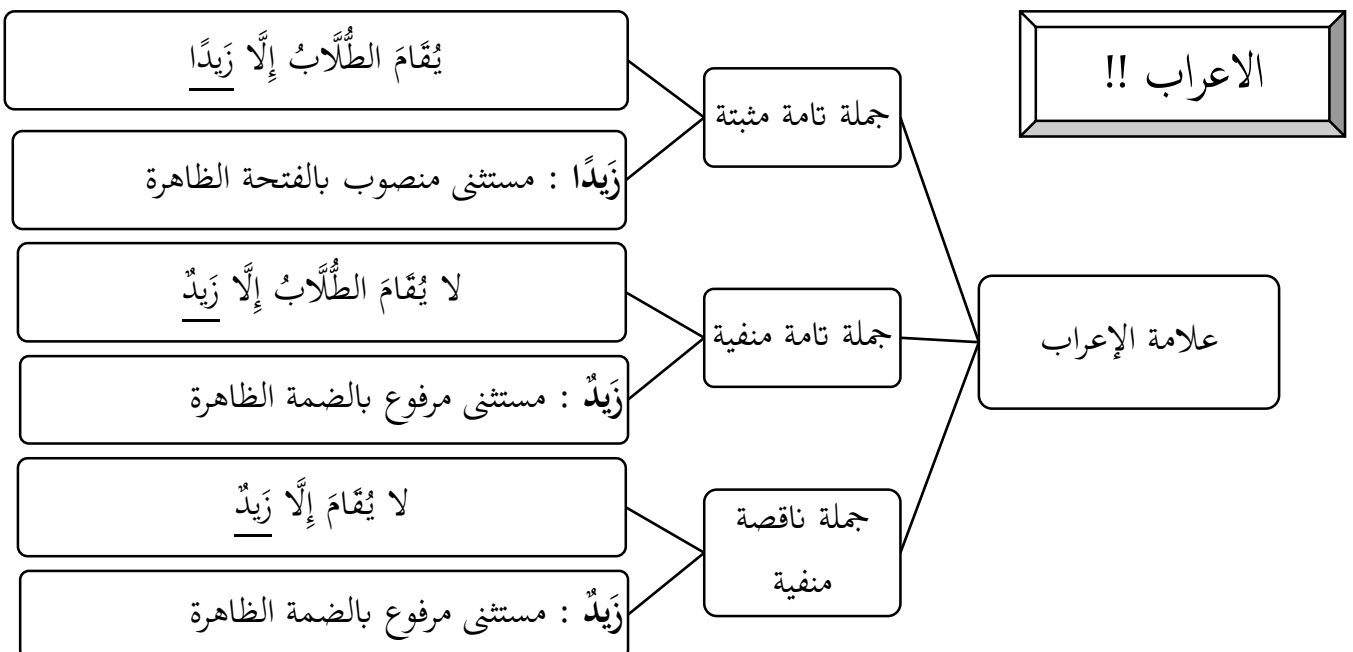 الاعراب !!
علامة الإعراب
جملة تامة مثبتة
يُقَامَ الطُّلَّابُ إِلَّا زَيدًا
زَيدًا : مستثنى منصوب بالفتحة الظاهرة
جملة تامة منفية
لا يُقَامَ الطُّلَّابُ إِلَّا زَيدٌ
زَيدٌ : مستثنى مرفوع بالضمة الظاهرة
جملة ناقصة
منفية
لا يُقَامَ إِلَّا زَيدٌ
زَيدٌ : مستثنى مرفوع بالضمة الظاهرة